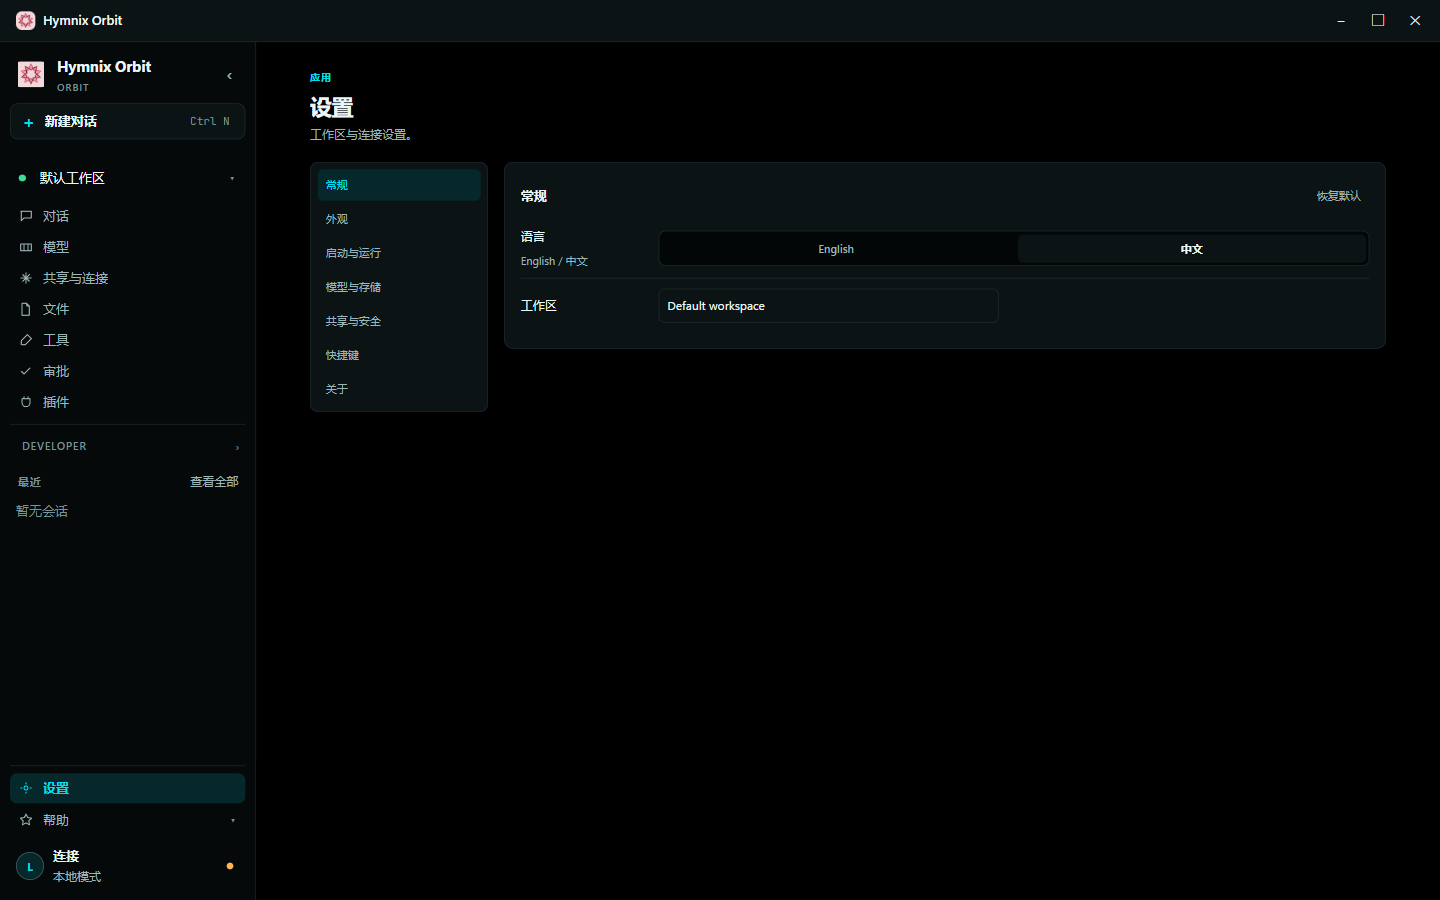 Hymnix Orbit
Hymnix Orbit
ORBIT
新建对话 Ctrl N
默认工作区
对话
模型
共享与连接
文件
工具
审批
插件
DEVELOPER
最近 查看全部
暂无会话
设置
帮助
L
连接
本地模式
应用
设置
工作区与连接设置。
常规
外观
启动与运行
模型与存储
共享与安全
快捷键
关于
常规 恢复默认
语言
English / 中文
English 中文
工作区 Default workspace